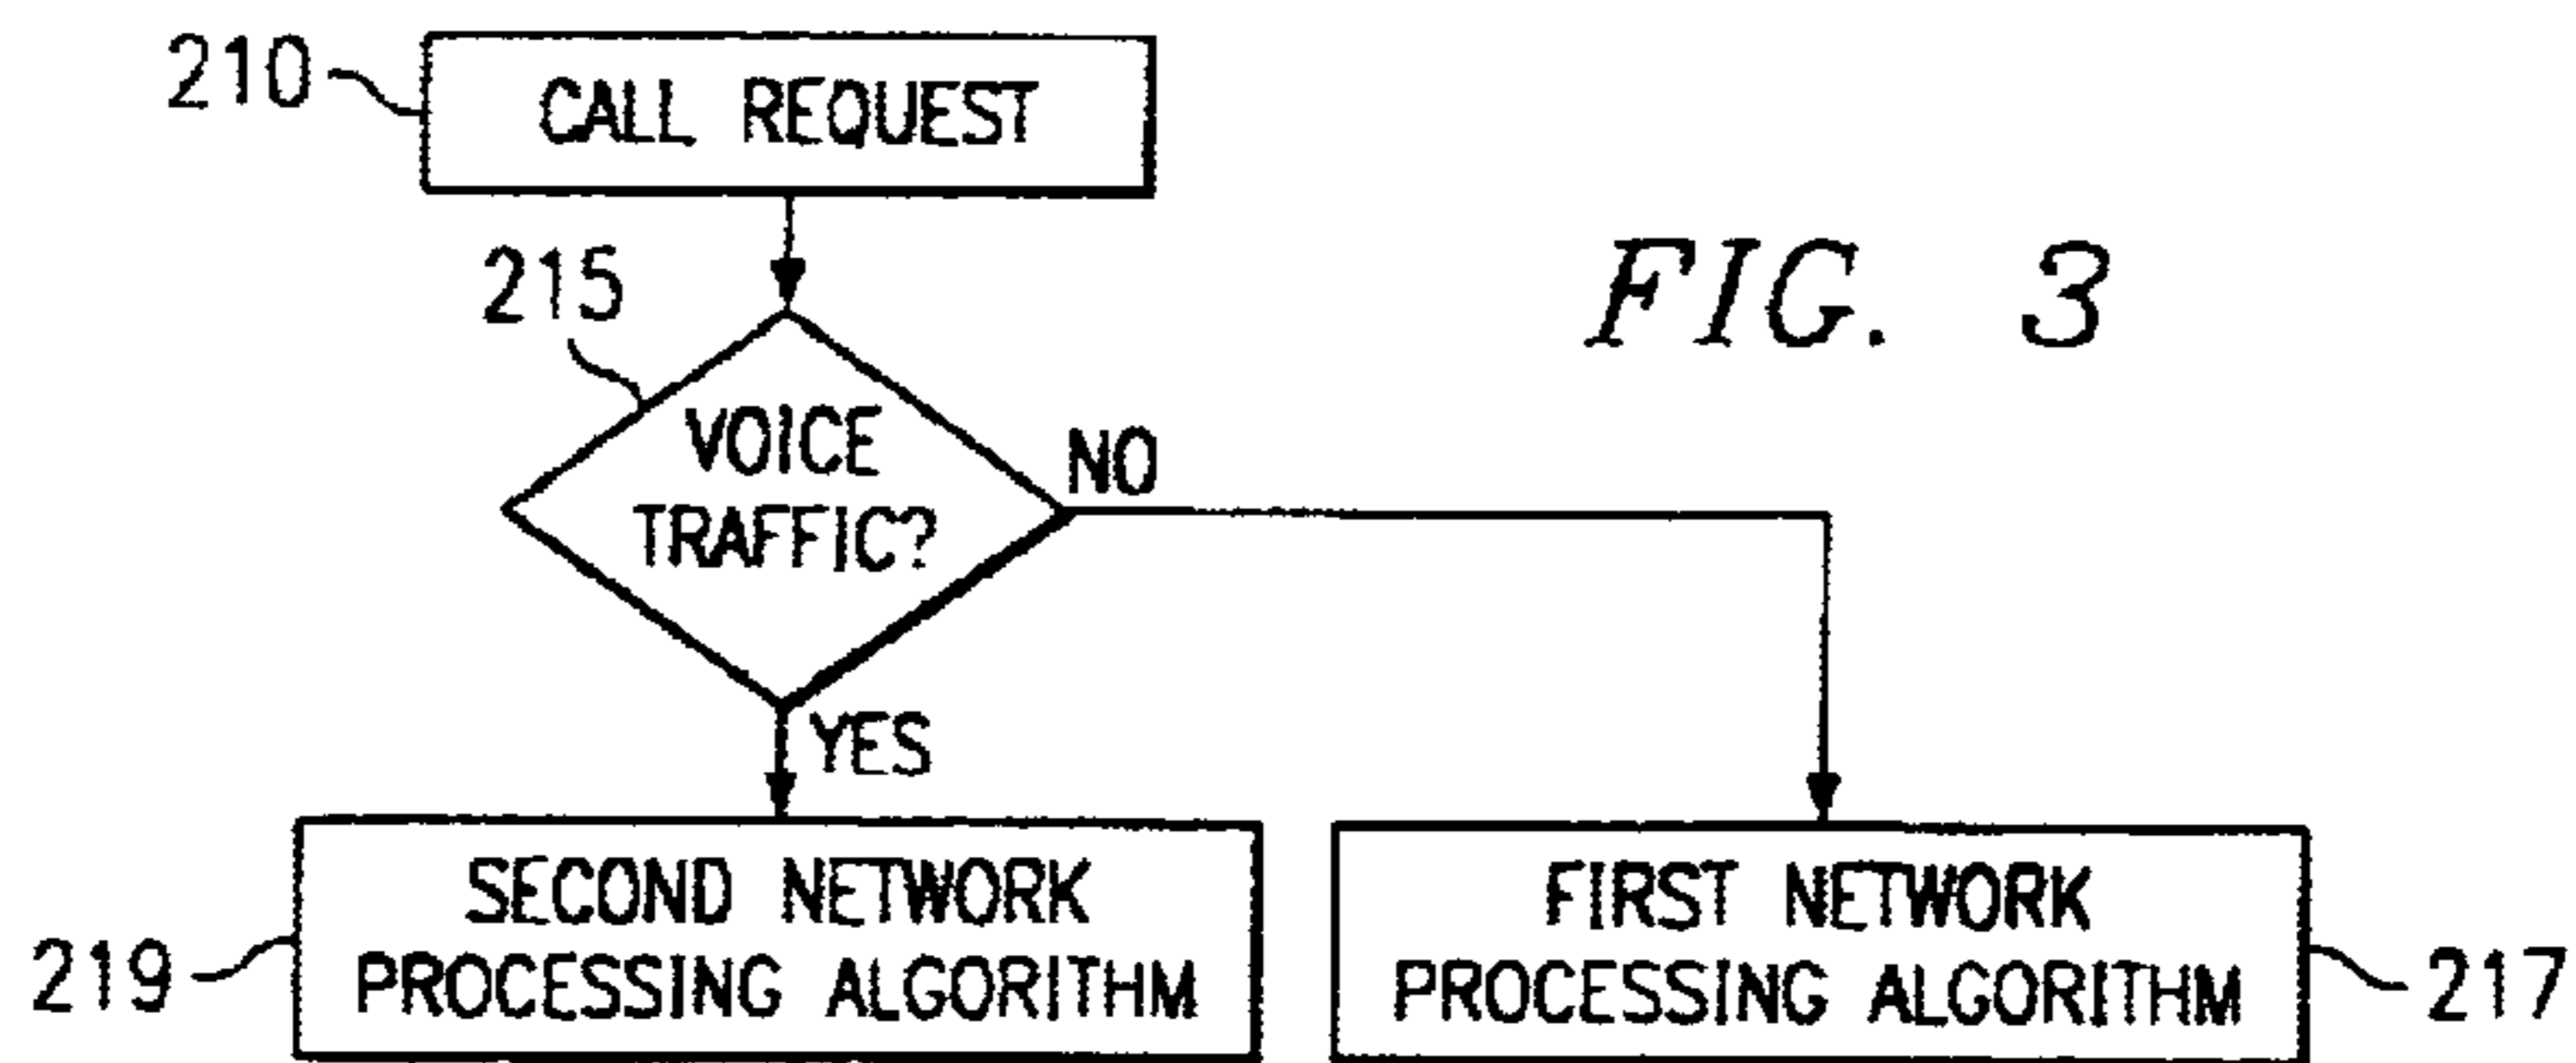 210
CALL REQUEST
FIG. 3
215
VOICE
TRAFFIC?
NO
YES
219
SECOND NETWORK
PROCESSING ALGORITHM
FIRST NETWORK
PROCESSING ALGORITHM
217